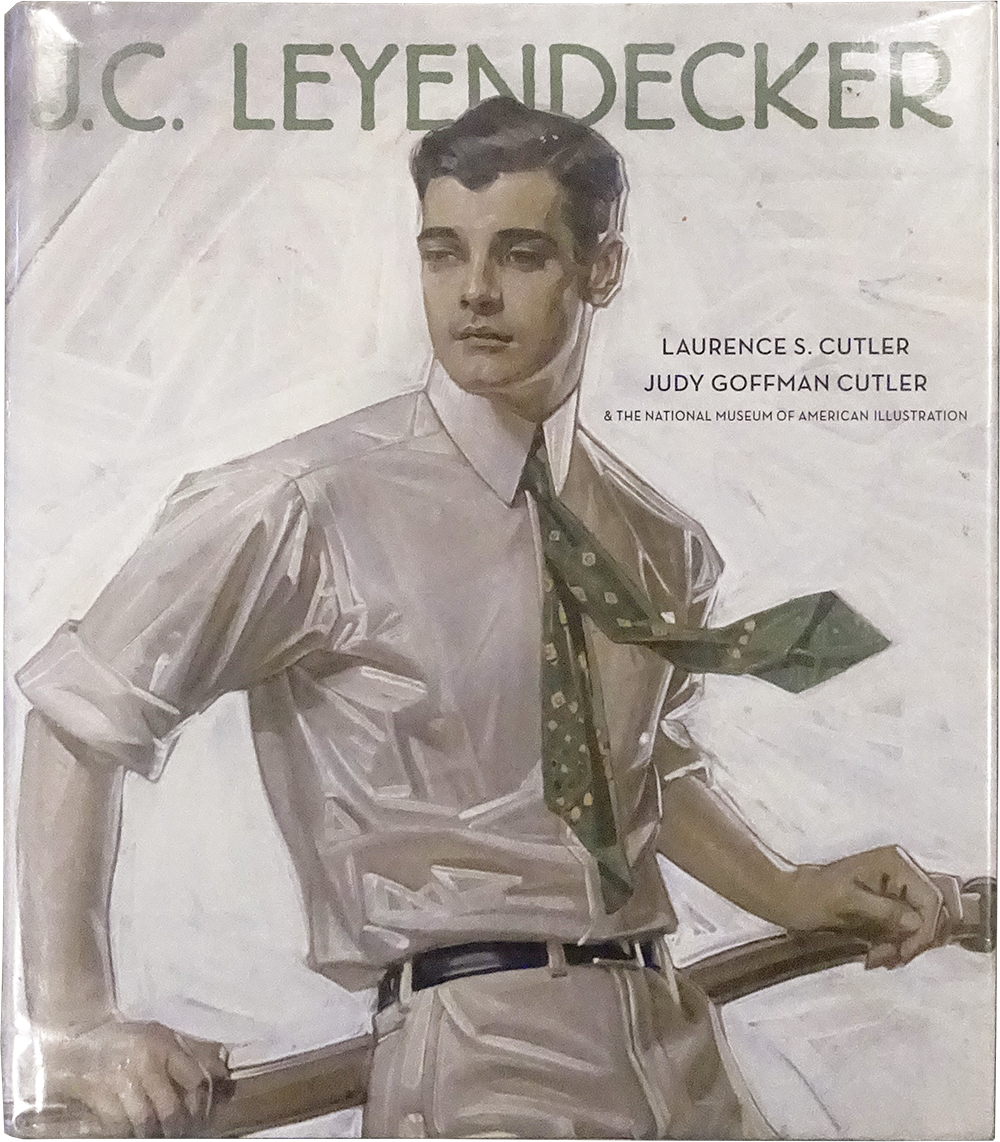 J.C. LEYENDECKER
LAURENCE S. CUTLER
JUDY GOFFMAN CUTLER
& THE NATIONAL MUSEUM OF AMERICAN ILLUSTRATION